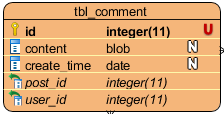 tbl_comment
id integer(11) U
content blob N
create_time date N
post_id integer(11)
user_id integer(11)